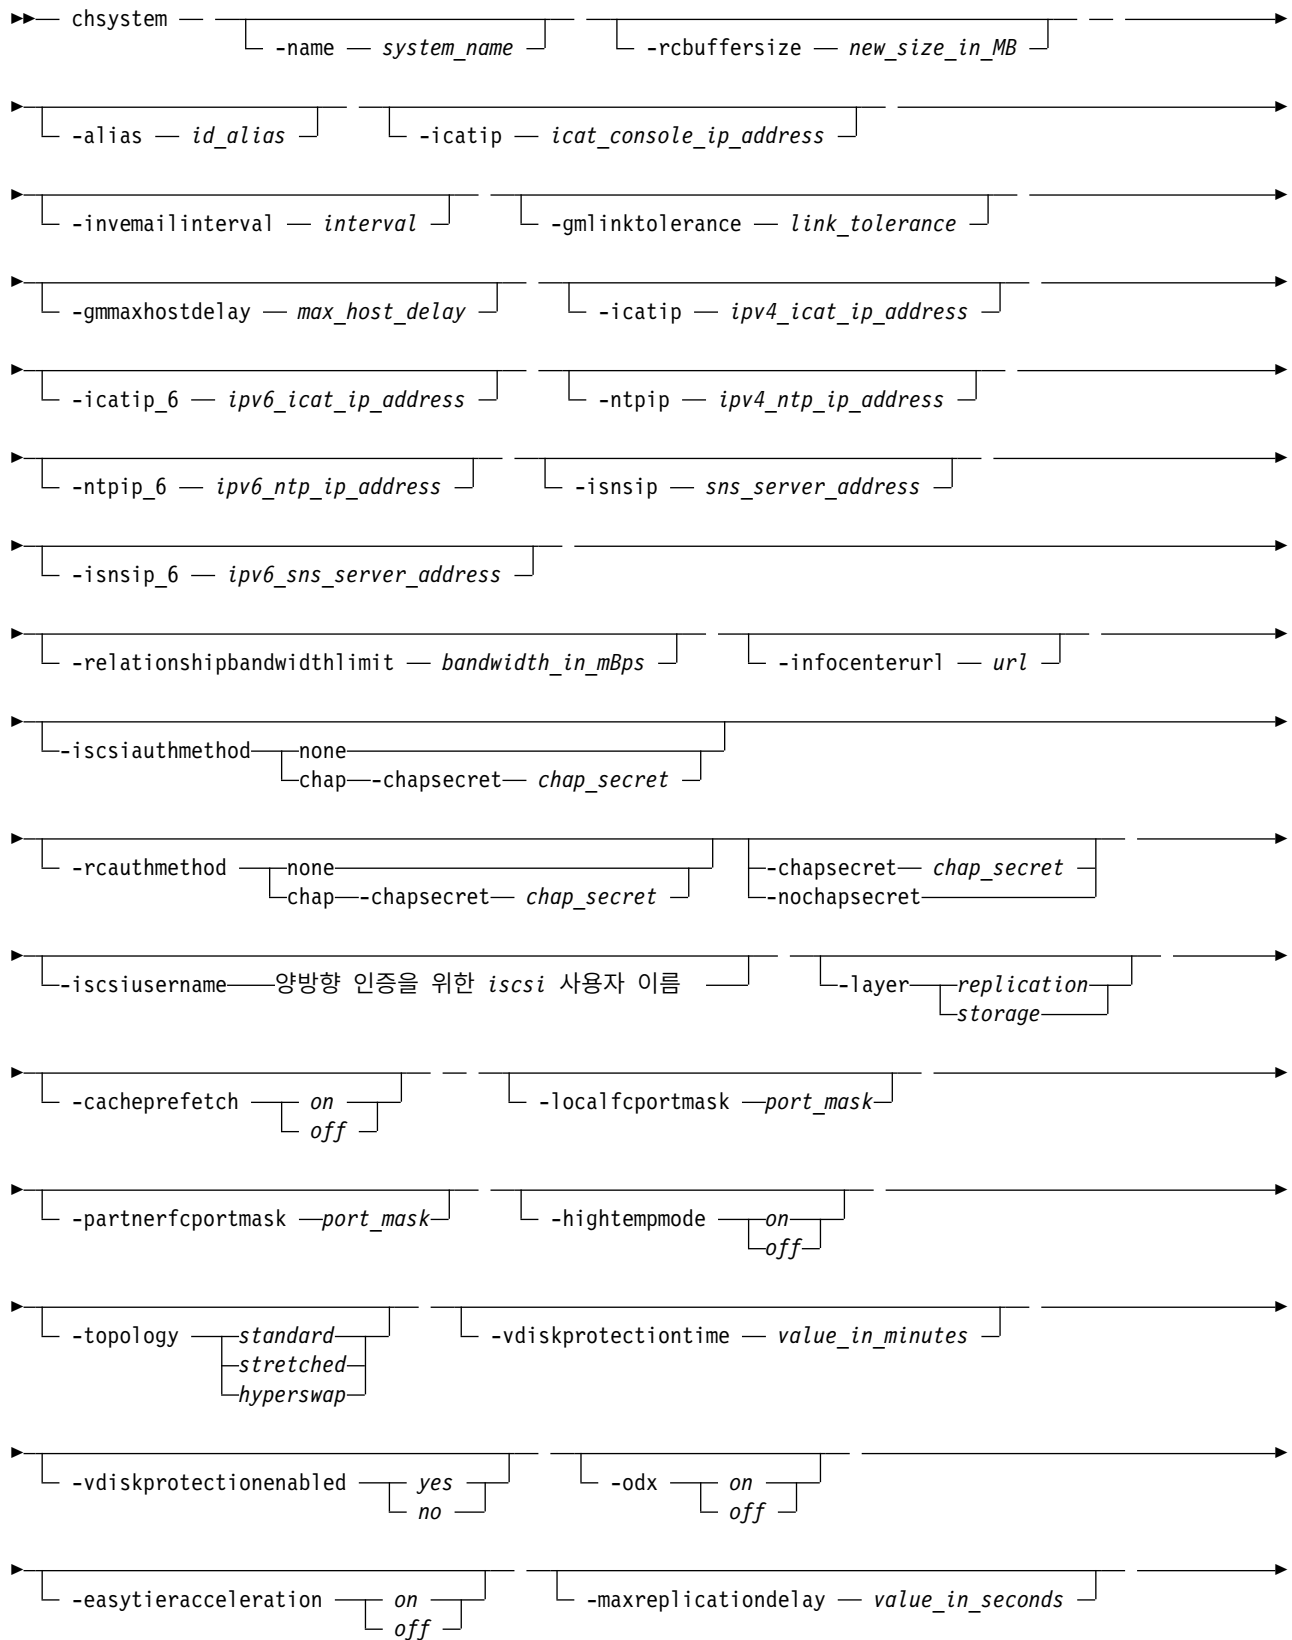 chsystem
-name system_name -rcbuffersize new_size_in_MB
-alias id_alias -icatip icat_console_ip_address
-invemailinterval interval -gmlinktolerance link_tolerance
-gmmaxhostdelay max_host_delay -icatip ipv4_icat_ip_address
-icatip_6 ipv6_icat_ip_address -ntpip ipv4_ntp_ip_address
-ntpip_6 ipv6_ntp_ip_address -isnsip sns_server_address
-isnsip_6 ipv6_sns_server_address
-relationshipbandwidthlimit bandwidth_in_mBps -infocenterurl url
-iscsiauthmethod none
chap -chapsecret chap_secret
-rcauthmethod none -chapsecret chap_secret
chap -chapsecret chap_secret -nochapsecret
-iscsiusername 양방향 인증을 위한 iscsi 사용자 이름 -layer replication
storage
-cacheprefetch on -localfcportmask port_mask
off
-partnerfcportmask port_mask -hightempmode on
off
-topology standard -vdiskprotectiontime value_in_minutes
stretched
hyperswap
-vdiskprotectionenabled yes -odx on
no off
-easytieracceleration on -maxreplicationdelay value_in_seconds
off